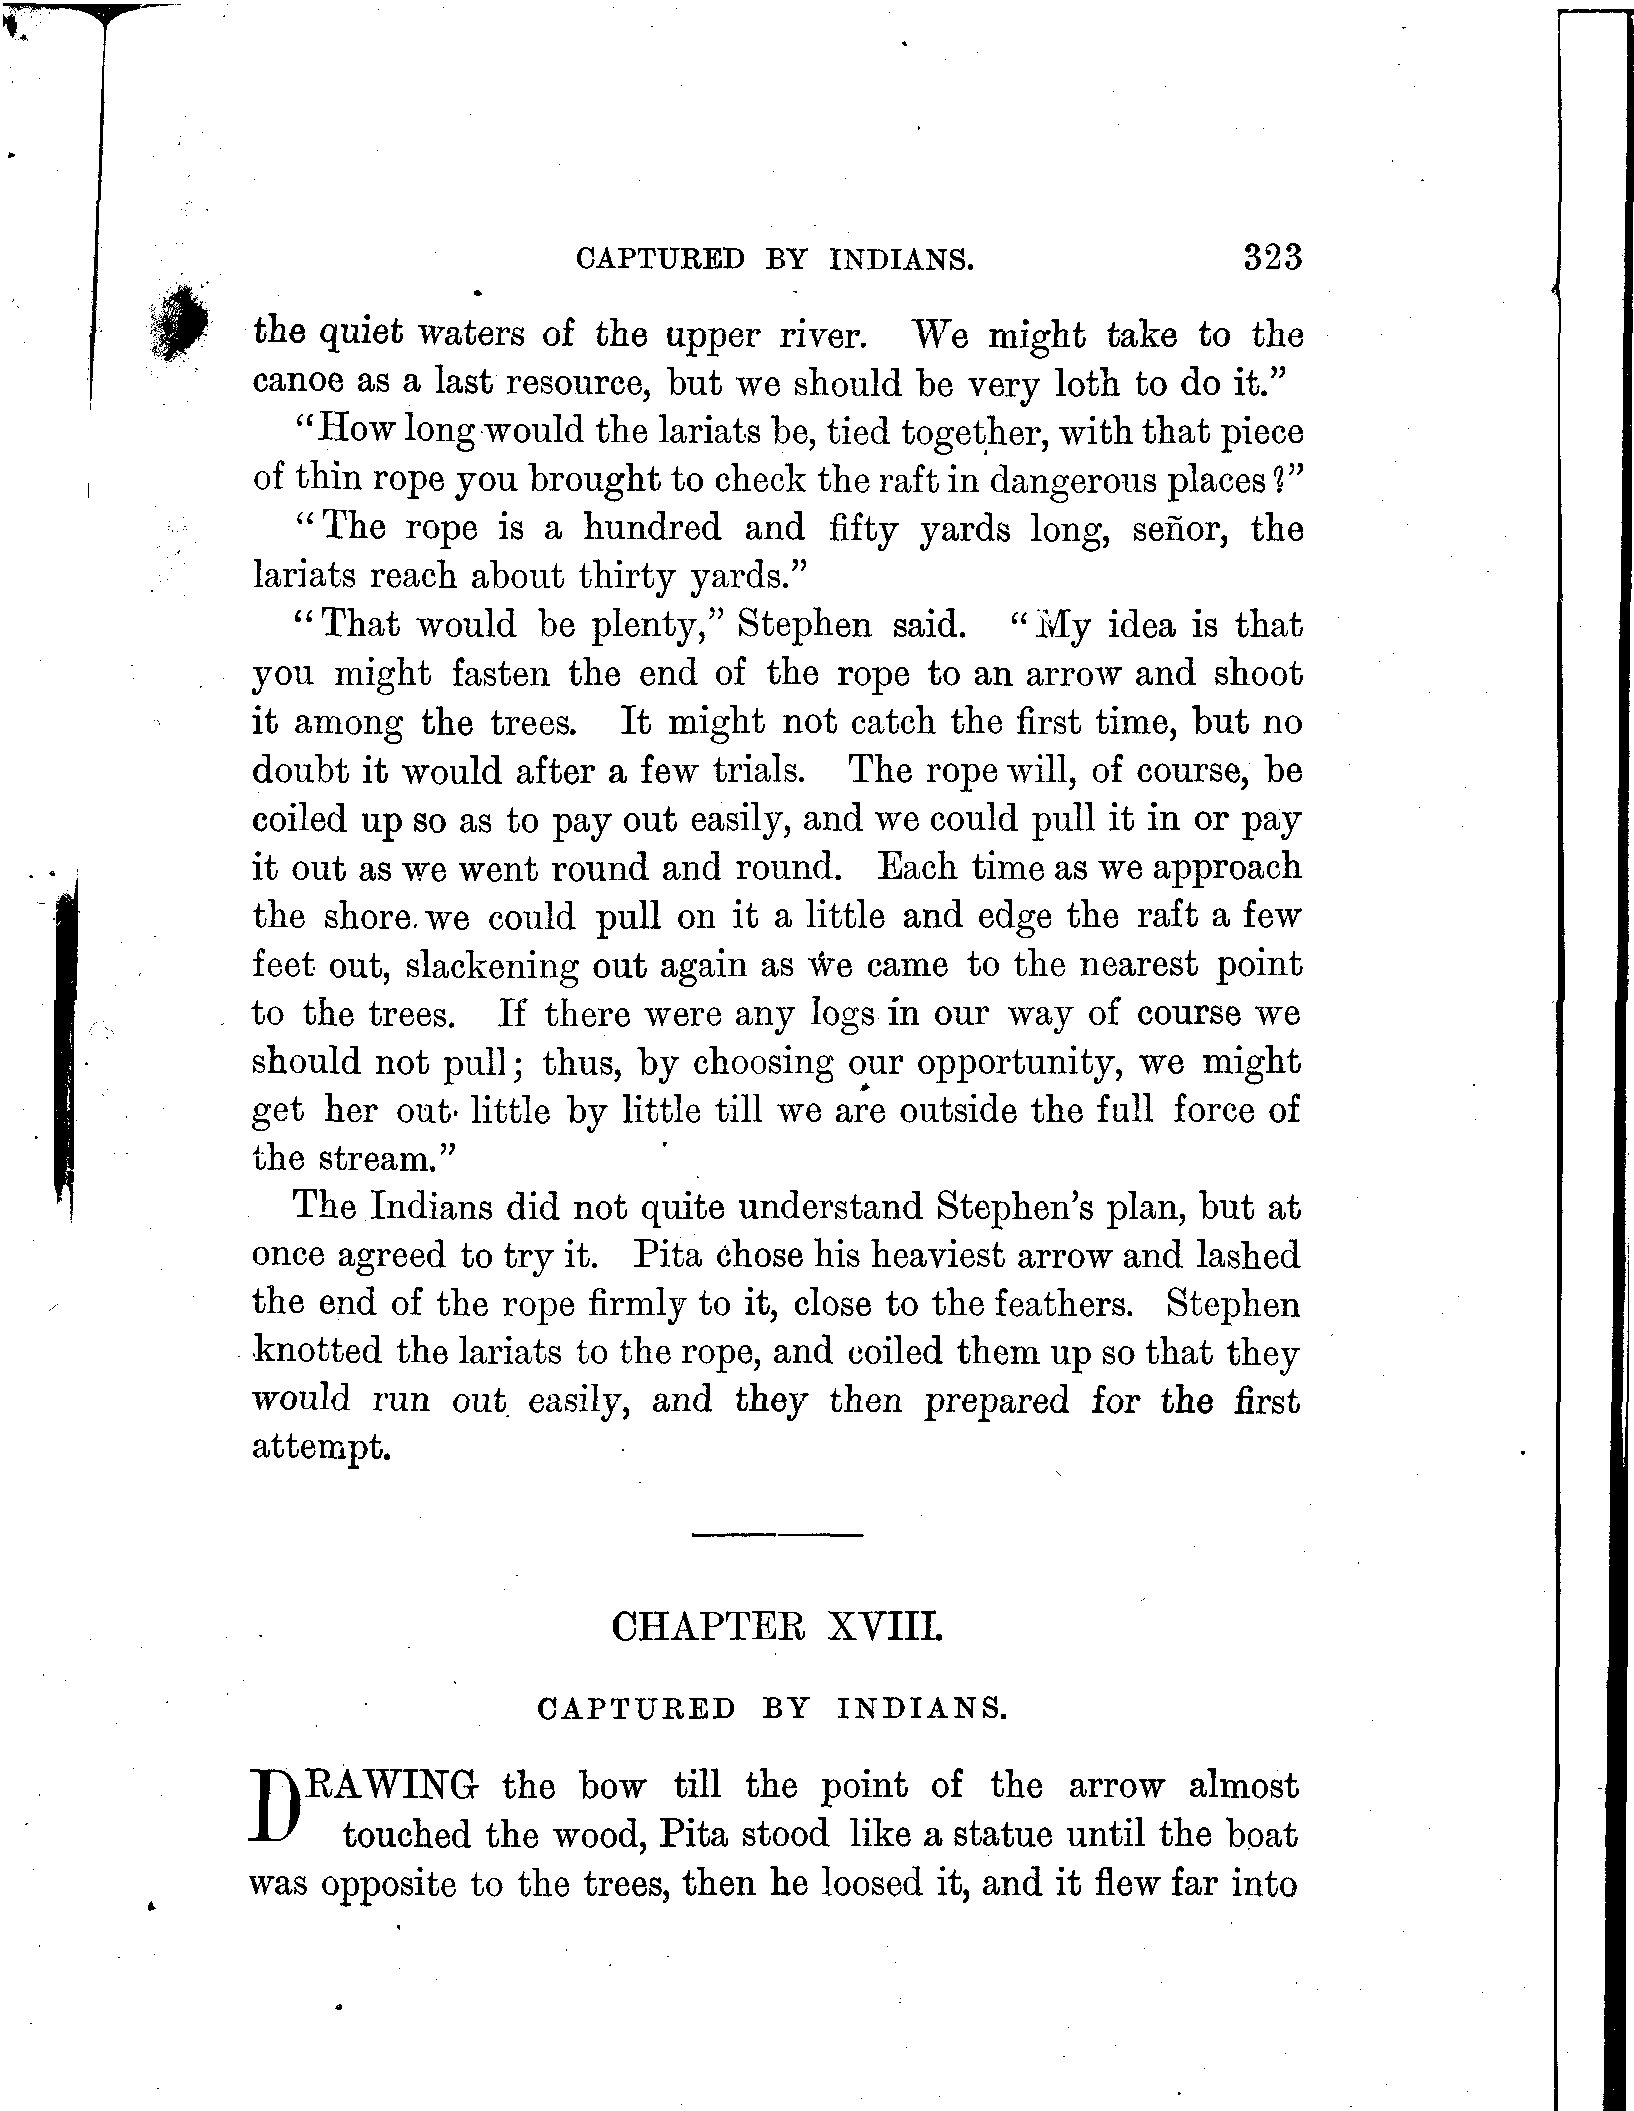 CAPTURED BY INDIANS. 323
the quiet waters of the upper river. We might take to the
canoe as a last resource, but we should be very loth to do it.”
“How long would the lariats be, tied together, with that piece
of thin rope you brought to check the raft in dangerous places?”
“The rope is a hundred and fifty yards long, señor, the
lariats reach about thirty yards.”
“That would be plenty,” Stephen said. “My idea is that
you might fasten the end of the rope to an arrow and shoot
it among the trees. It might not catch the first time, but no
doubt it would after a few trials. The rope will, of course, be
coiled up so as to pay out easily, and we could pull it in or pay
it out as we went round and round. Each time as we approach
the shore we could pull on it a little and edge the raft a few
feet out, slackening out again as we came to the nearest point
to the trees. If there were any logs in our way of course we
should not pull; thus, by choosing our opportunity, we might
get her out little by little till we are outside the full force of
the stream.”
The Indians did not quite understand Stephen’s plan, but at
once agreed to try it. Pita chose his heaviest arrow and lashed
the end of the rope firmly to it, close to the feathers. Stephen
knotted the lariats to the rope, and coiled them up so that they
would run out easily, and they then prepared for the first
attempt.
CHAPTER XVIII.
CAPTURED BY INDIANS.
DRAWING the bow till the point of the arrow almost
touched the wood, Pita stood like a statue until the boat
was opposite to the trees, then he loosed it, and it flew far into